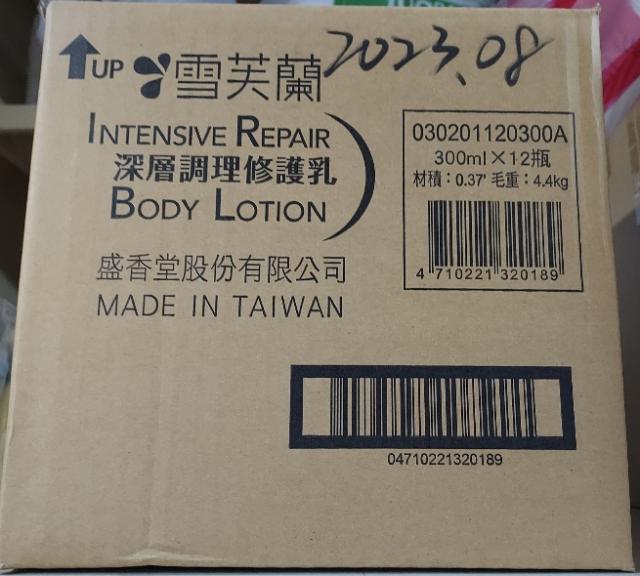 2023.08
UP 雪芙蘭
INTENSIVE REPAIR
深層調理修護乳
BODY LOTION
盛香堂股份有限公司
MADE IN TAIWAN
030201120300A
300ml×12瓶
材積：0.37' 毛重：4.4kg
4 710221 320189
04710221320189